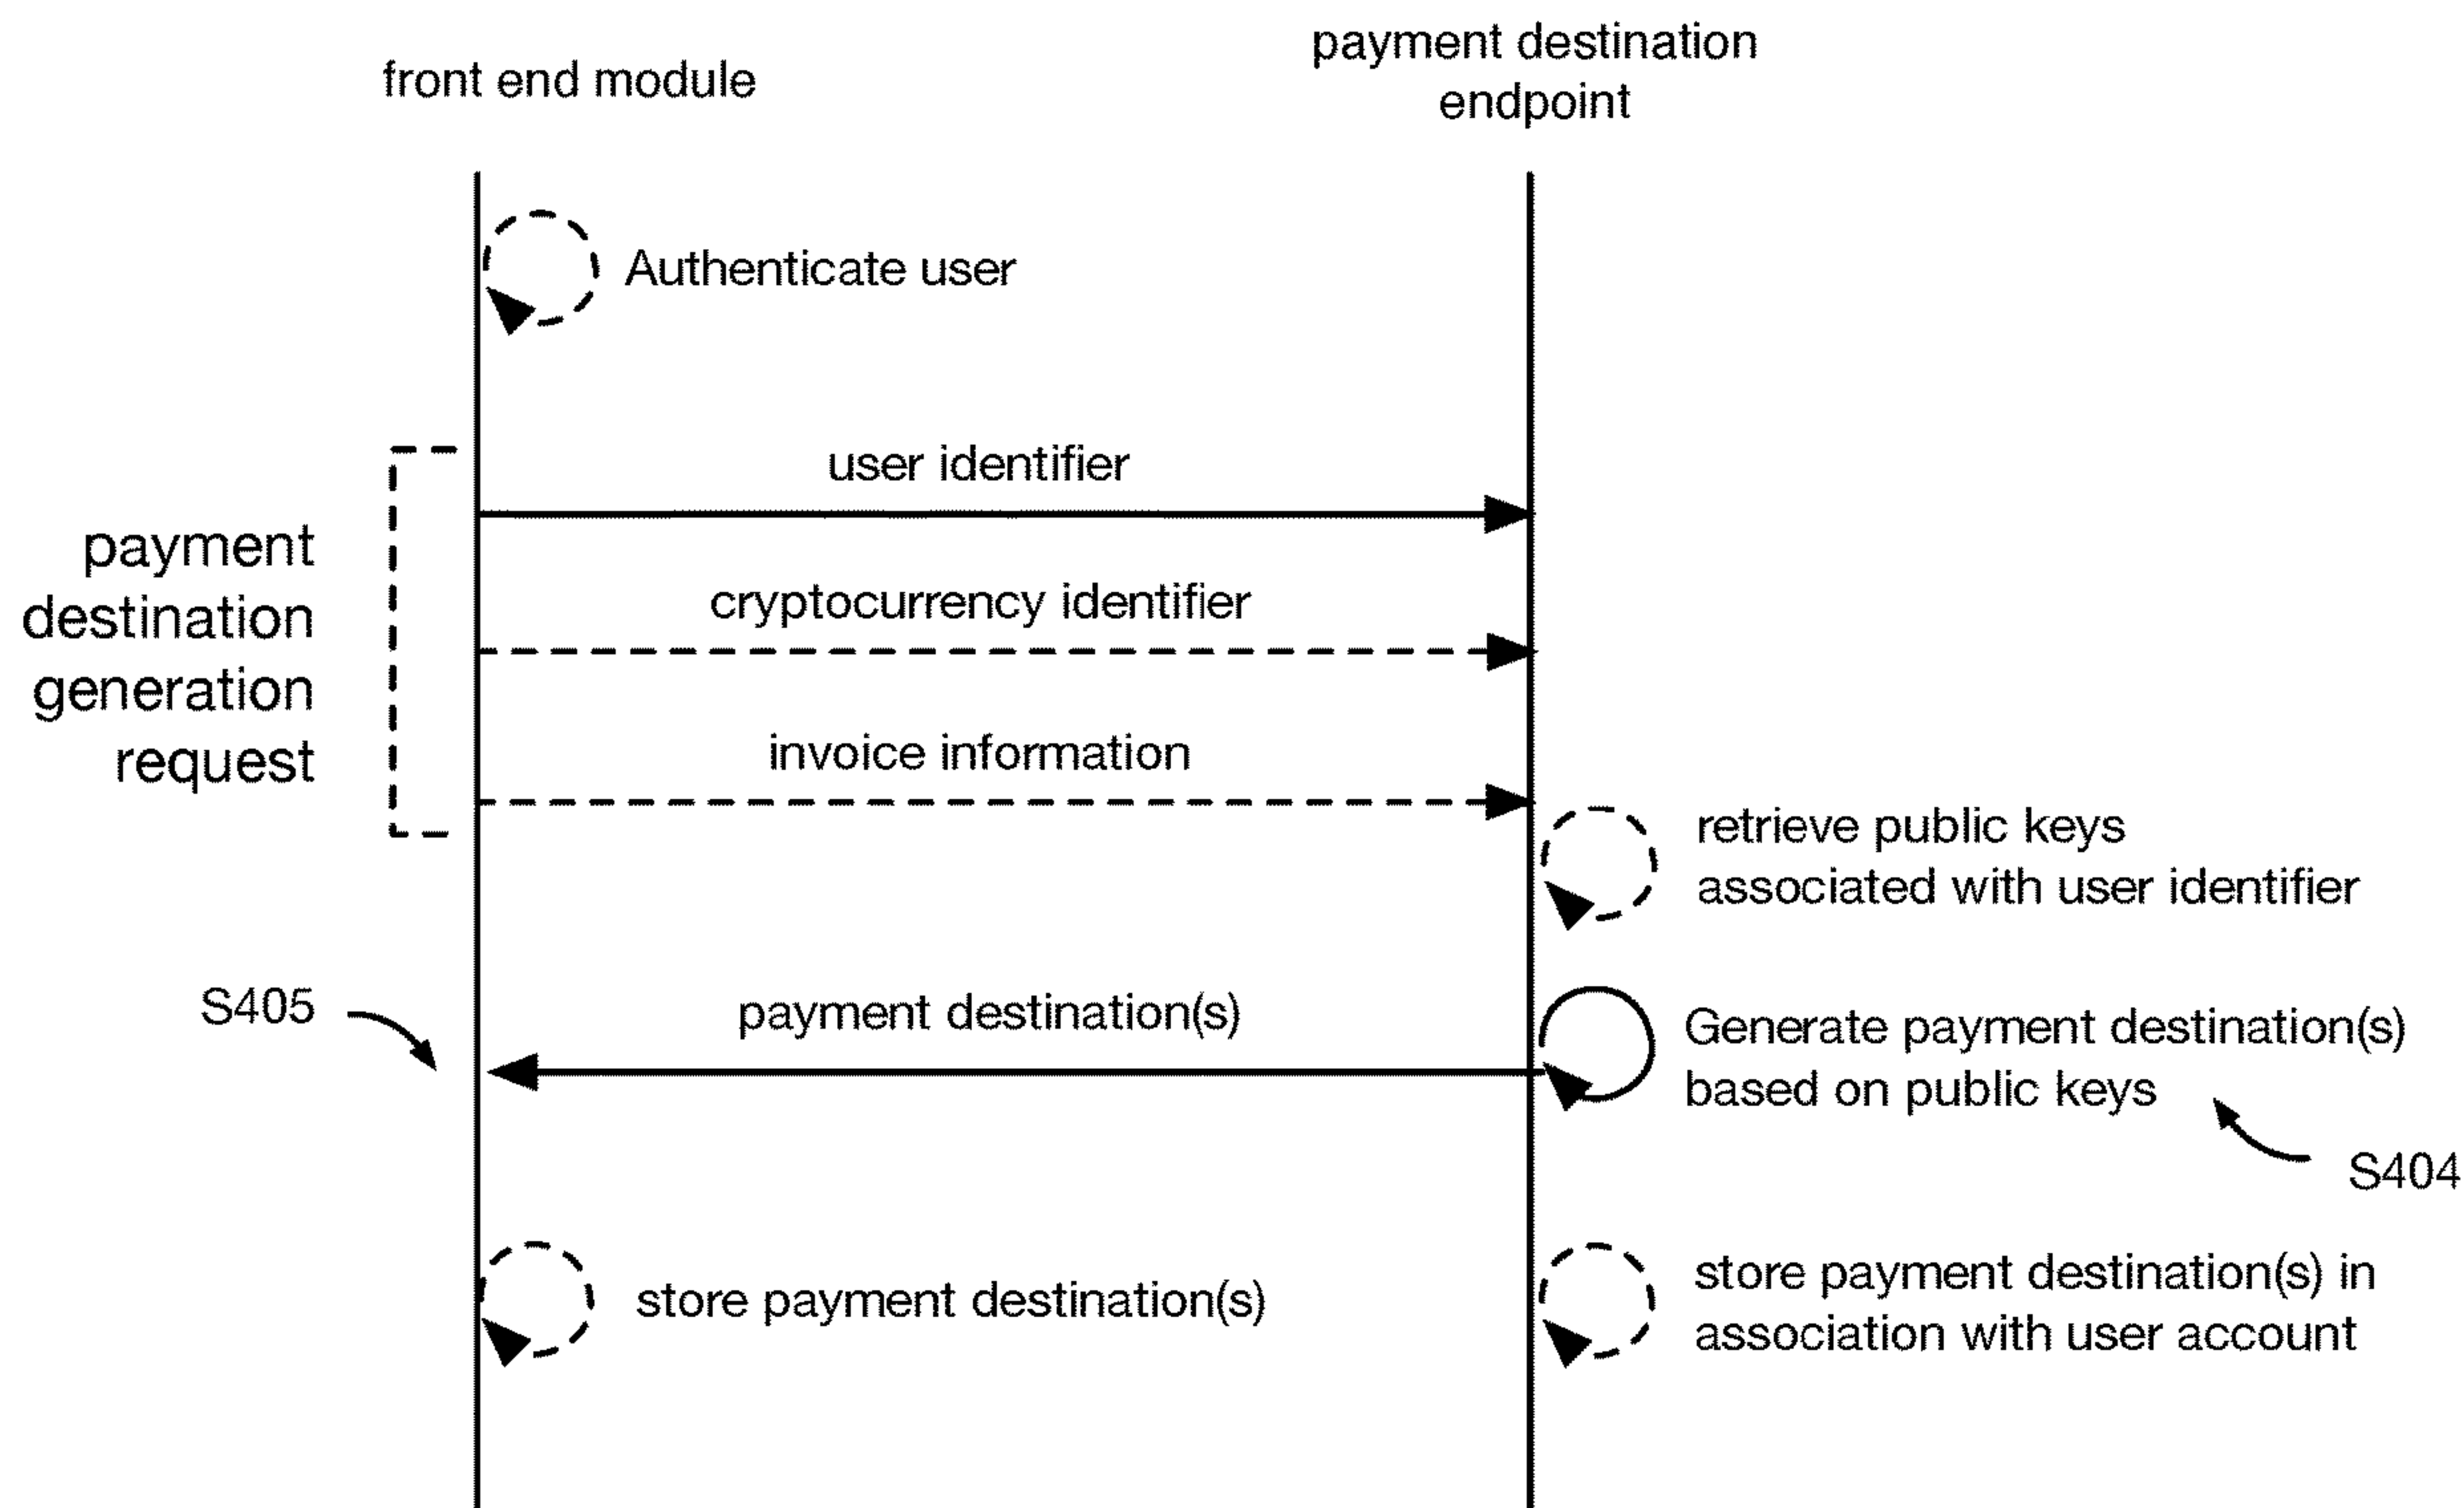 front end module
payment destination
endpoint
Authenticate user
user identifier
payment
destination
generation
request
cryptocurrency identifier
invoice information
retrieve public keys
associated with user identifier
S405
payment destination(s)
Generate payment destination(s)
based on public keys
S404
store payment destination(s)
store payment destination(s) in
association with user account